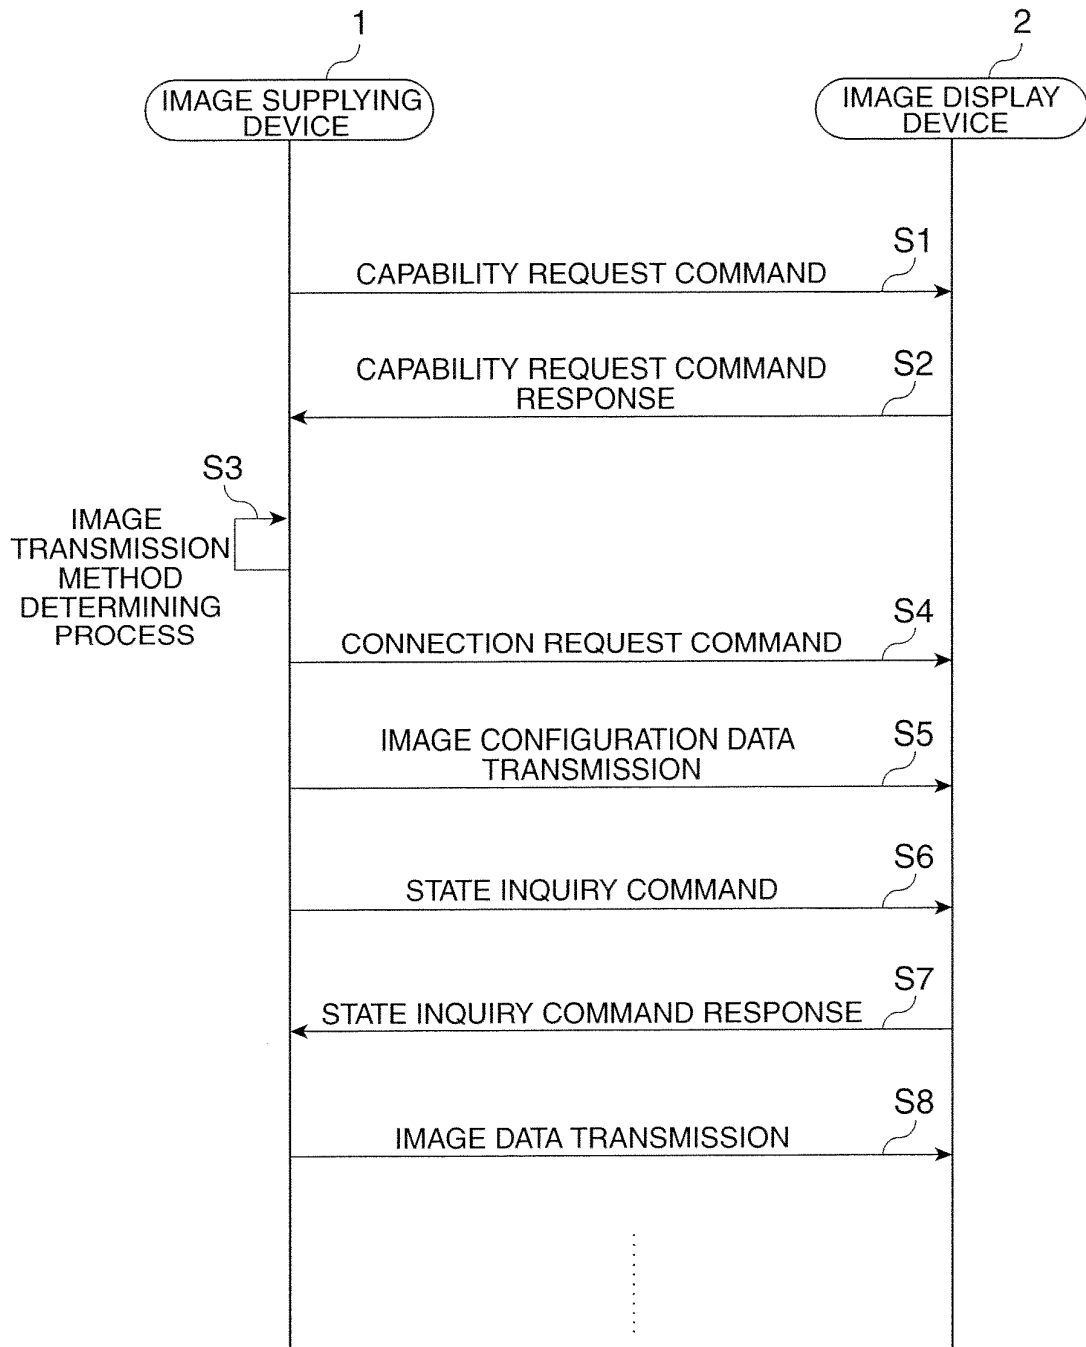 1
2
IMAGE SUPPLYING
DEVICE
IMAGE DISPLAY
DEVICE
S1
CAPABILITY REQUEST COMMAND
S2
CAPABILITY REQUEST COMMAND
RESPONSE
S3
IMAGE
TRANSMISSION
METHOD
DETERMINING
PROCESS
S4
CONNECTION REQUEST COMMAND
S5
IMAGE CONFIGURATION DATA
TRANSMISSION
S6
STATE INQUIRY COMMAND
S7
STATE INQUIRY COMMAND RESPONSE
S8
IMAGE DATA TRANSMISSION